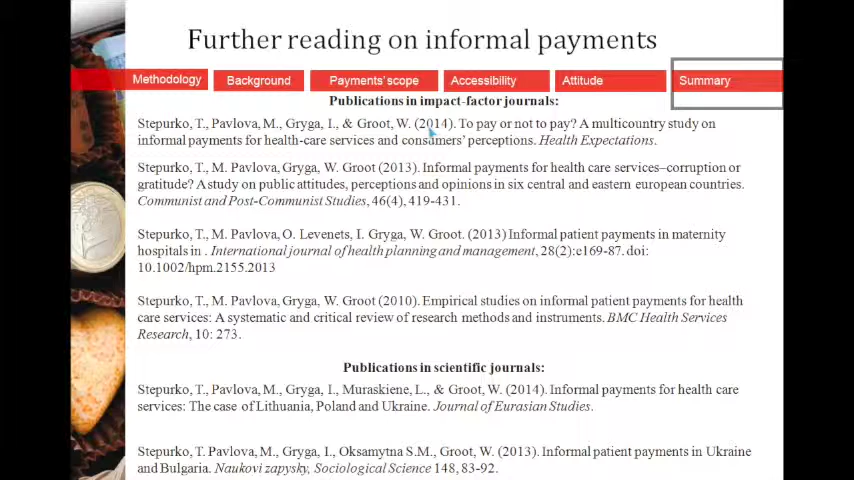 Further reading on informal payments
Methodology Background Payments' scope Accessibility Attitude Summary
Publications in impact-factor journals:
Stepurko, T., Pavlova, M., Gryga, I., & Groot, W. (2014). To pay or not to pay? A multicountry study on
informal payments for health-care services and consumers' perceptions. Health Expectations.
Stepurko, T., M. Pavlova, Gryga, I., W. Groot (2013). Informal payments for health care services–corruption or
gratitude? A study on public attitudes, perceptions and opinions in six central and eastern european countries.
Communist and Post-Communist Studies, 46(4), 419-431.
Stepurko, T., M. Pavlova, O. Levenets, I. Gryga, W. Groot. (2013) Informal patient payments in maternity
hospitals in . International journal of health planning and management, 28(2):e169-87. doi:
10.1002/hpm.2155.2013
Stepurko, T., M. Pavlova, Gryga, I., W. Groot (2010). Empirical studies on informal patient payments for health
care services: A systematic and critical review of research methods and instruments. BMC Health Services
Research, 10: 273.
Publications in scientific journals:
Stepurko, T., Pavlova, M., Gryga, I., Muraskiene, L., & Groot, W. (2014). Informal payments for health care
services: The case of Lithuania, Poland and Ukraine. Journal of Eurasian Studies.
Stepurko, T. Pavlova, M., Gryga, I., Oksamytna S.M., Groot, W. (2013). Informal patient payments in Ukraine
and Bulgaria. Naukovi zapysky, Sociological Science 148, 83-92.